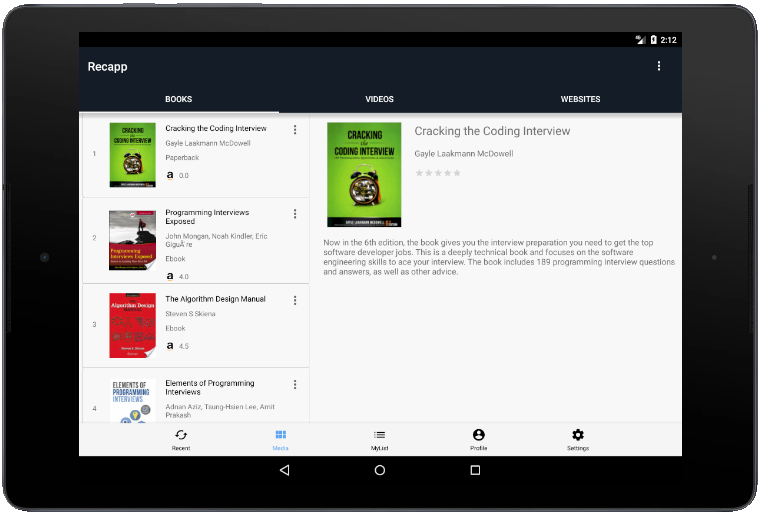 2:12
Recapp
BOOKS
VIDEOS
WEBSITES
1
CRACKING
the
CODING INTERVIEW
Cracking the Coding Interview
Gayle Laakmann McDowell
Paperback
a 0.0
2
Programming
Interviews Exposed
Programming Interviews
Exposed
John Mongan, Noah Kindler, Eric
GiguÃ¨re
Ebook
a 4.0
3
Algorithm Design
The Algorithm Design Manual
Steven S Skiena
Ebook
a 4.5
4
ELEMENTS OF
PROGRAMMING
INTERVIEWS
Elements of Programming
Interviews
Adnan Aziz, Tsung-Hsien Lee, Amit
Prakash
CRACKING
the
CODING INTERVIEW
GAYLE LAAKMANN MCDOWELL
Cracking the Coding Interview
Gayle Laakmann McDowell
Now in the 6th edition, the book gives you the interview preparation you need to get the top
software developer jobs. This is a deeply technical book and focuses on the software
engineering skills to ace your interview. The book includes 189 programming interview questions
and answers, as well as other advice.
Recent
Media
MyList
Profile
Settings